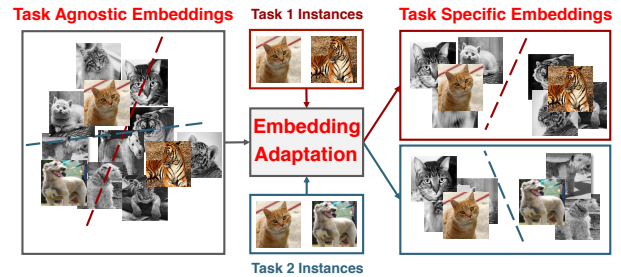 Task Agnostic Embeddings
Task 1 Instances
Task Specific Embeddings
Embedding
Adaptation
Task 2 Instances